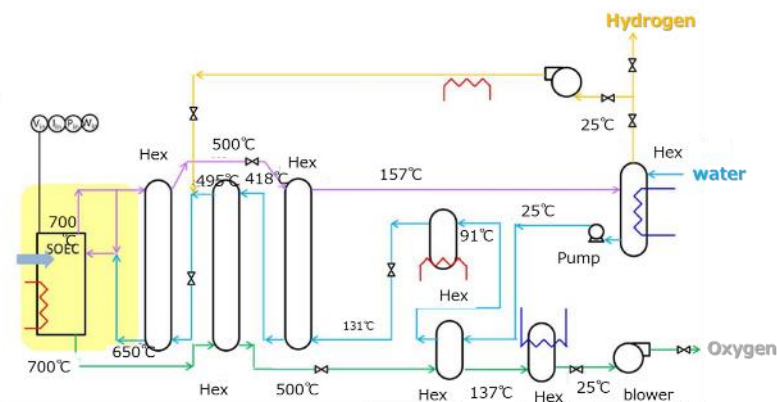 Hydrogen
25℃
500℃
Hex
Hex
Hex
495℃
418℃
157℃
water
700
℃
SOEC
25℃
91℃
Pump
Hex
131℃
650℃
700℃
Hex
500℃
Hex
137℃
Hex
25℃
blower
Oxygen